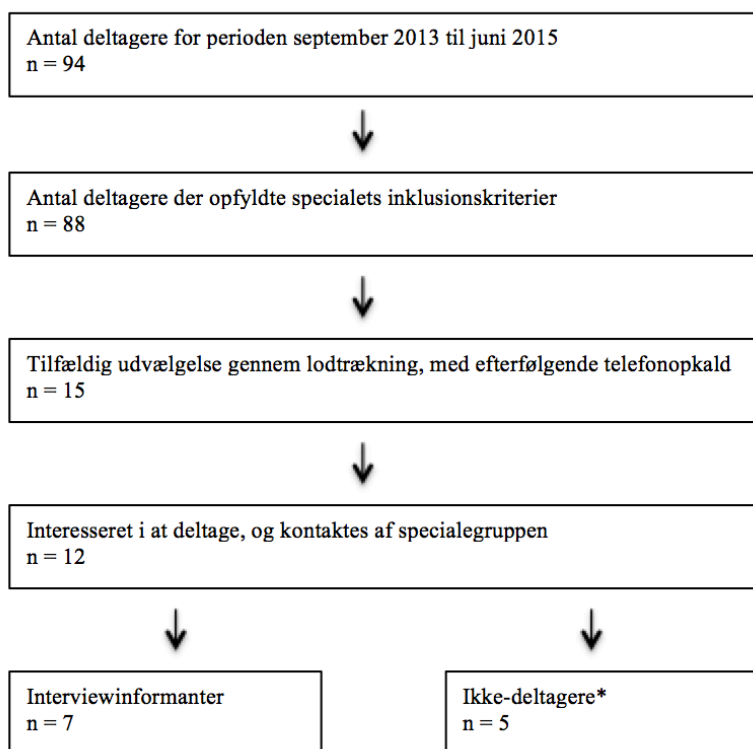 Antal deltagere for perioden september 2013 til juni 2015
n = 94
Antal deltagere der opfyldte specialets inklusionskriterier
n = 88
Tilfældig udvælgelse gennem lodtrækning, med efterfølgende telefonopkald
n = 15
Interesseret i at deltage, og kontaktes af specialegruppen
n = 12
Interviewinformanter
n = 7
Ikke-deltagere*
n = 5